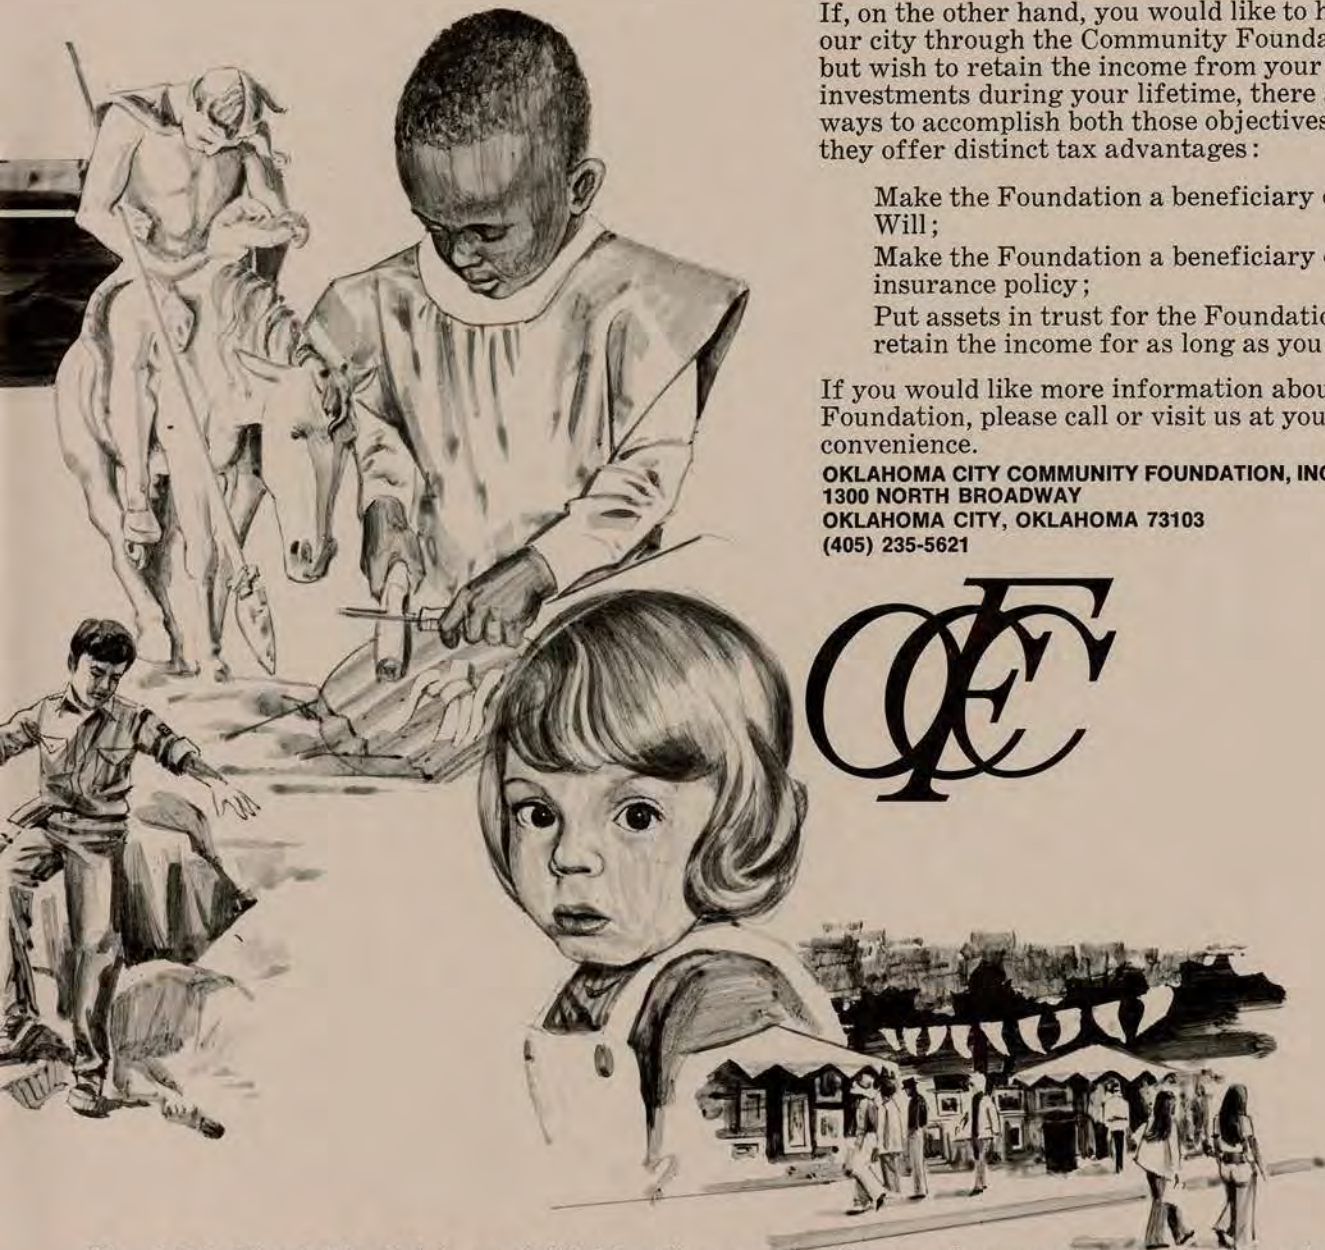 If, on the other hand, you would like to
our city through the Community
but wish to retain the income from your
investments during your lifetime, there
ways to accomplish both those objectives
they offer distinct tax advantages:
Make the Foundation a beneficiary
Will;
Make the Foundation a beneficiary
insurance policy;
Put assets in trust for the
retain the income for as long as you
If you would like more information
Foundation, please call or visit us at
convenience.
OKLAHOMA CITY COMMUNITY FOUNDATION, INC
1300 NORTH BROADWAY
OKLAHOMA CITY, OKLAHOMA 73103
(405) 235-5621
OCCF